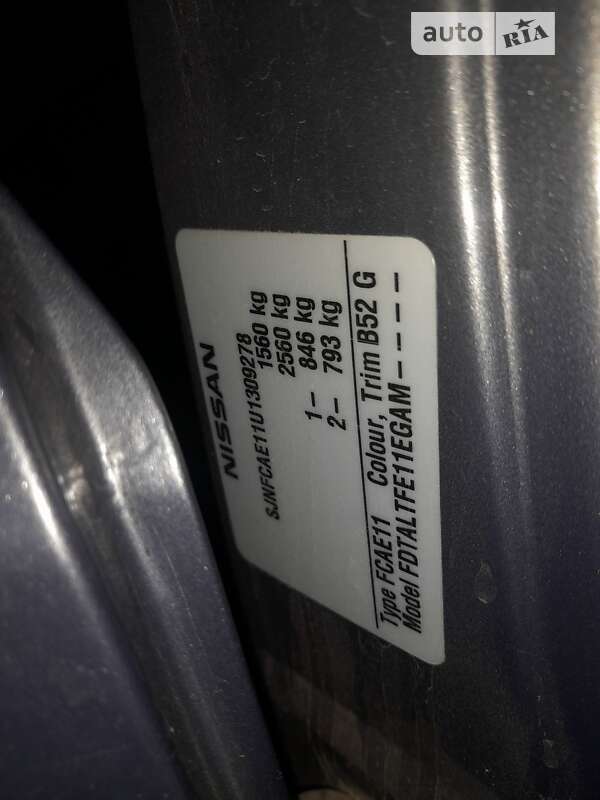 auto RIA
NISSAN
SJNFCAE11U1309278
1560 kg
2560 kg
1– 846 kg
2– 793 kg
Type FCAE11 Colour, Trim B52 G
Model FDTALTFE11EGAM– – – – –